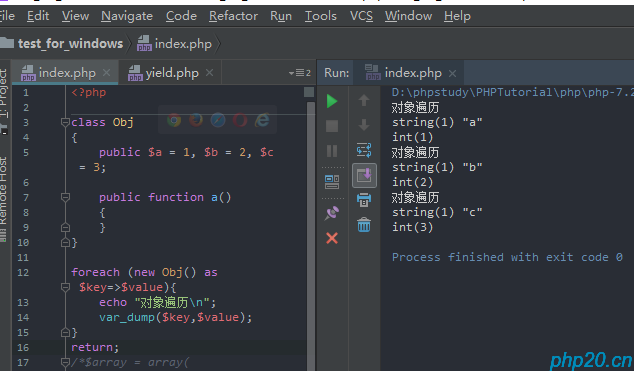 File Edit View Navigate Code Refactor Run Tools VCS Window Help
test_for_windows index.php
index.php yield.php 2
1 <?php
2
3 class Obj
4 {
5 public $a = 1, $b = 2, $c
= 3;
6
7 public function a()
8 {
9 }
10 }
11
12 foreach (new Obj() as
$key=>$value){
13 echo "对象遍历\n";
14 var_dump($key,$value);
15 }
16 return;
17 /*$array = array(
1: Project
Remote Host
Run: index.php
D:\phpstudy\PHPTutorial\php\php-7.2
对象遍历
string(1) "a"
int(1)
对象遍历
string(1) "b"
int(2)
对象遍历
string(1) "c"
int(3)
Process finished with exit code 0
php20.cn